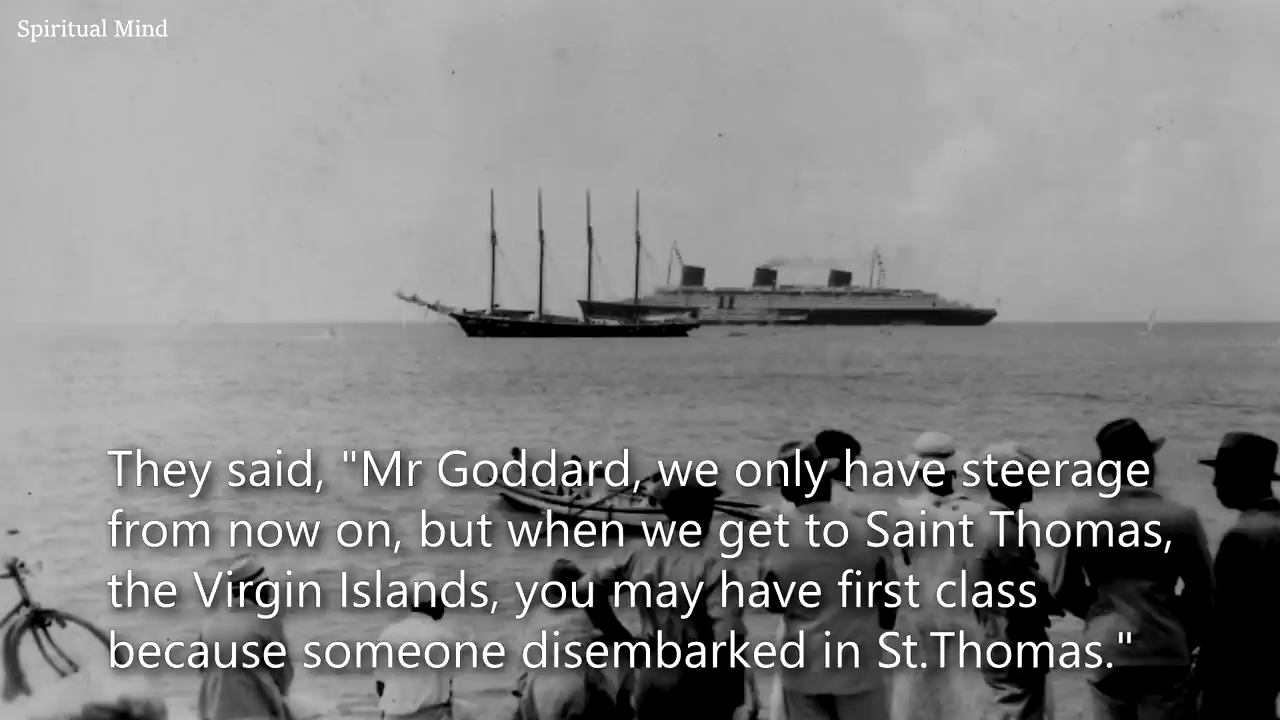 Spiritual Mind
They said, "Mr Goddard, we only have steerage
from now on, but when we get to Saint Thomas,
the Virgin Islands, you may have first class
because someone disembarked in St.Thomas."